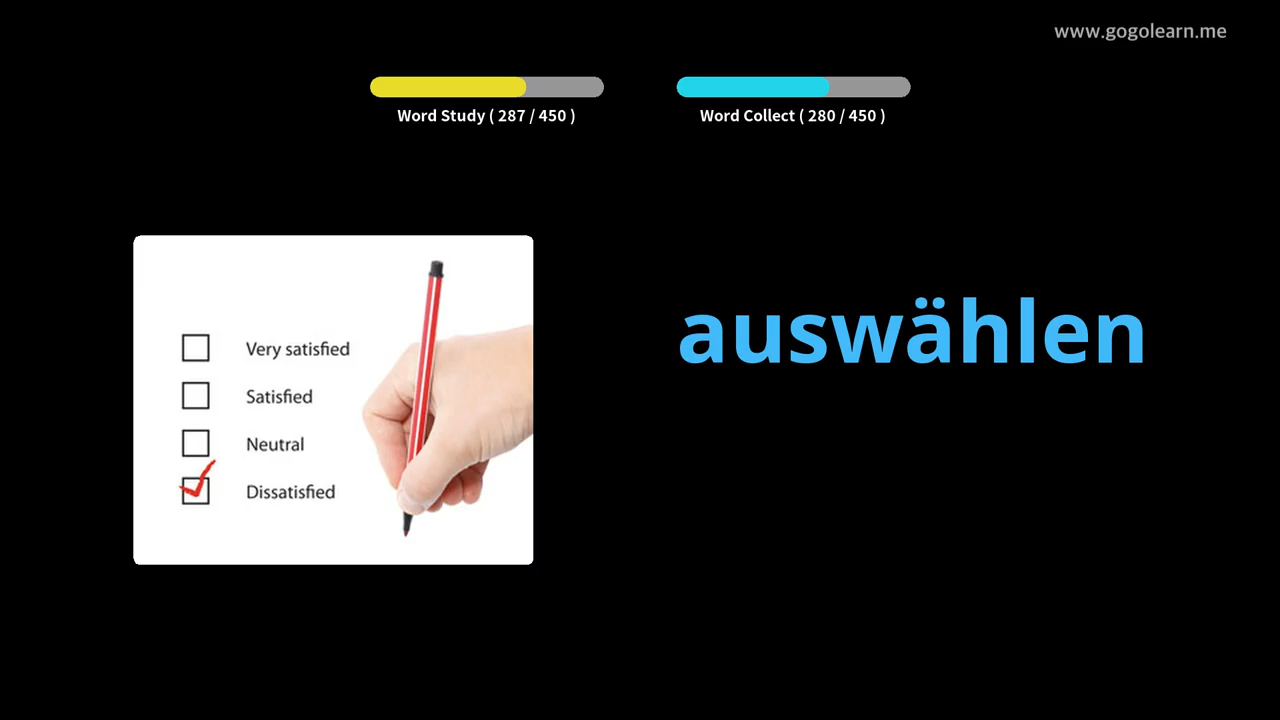 www.gogolearn.me
Word Study ( 287 / 450 )
Word Collect ( 280 / 450 )
Very satisfied
Satisfied
Neutral
Dissatisfied
auswählen